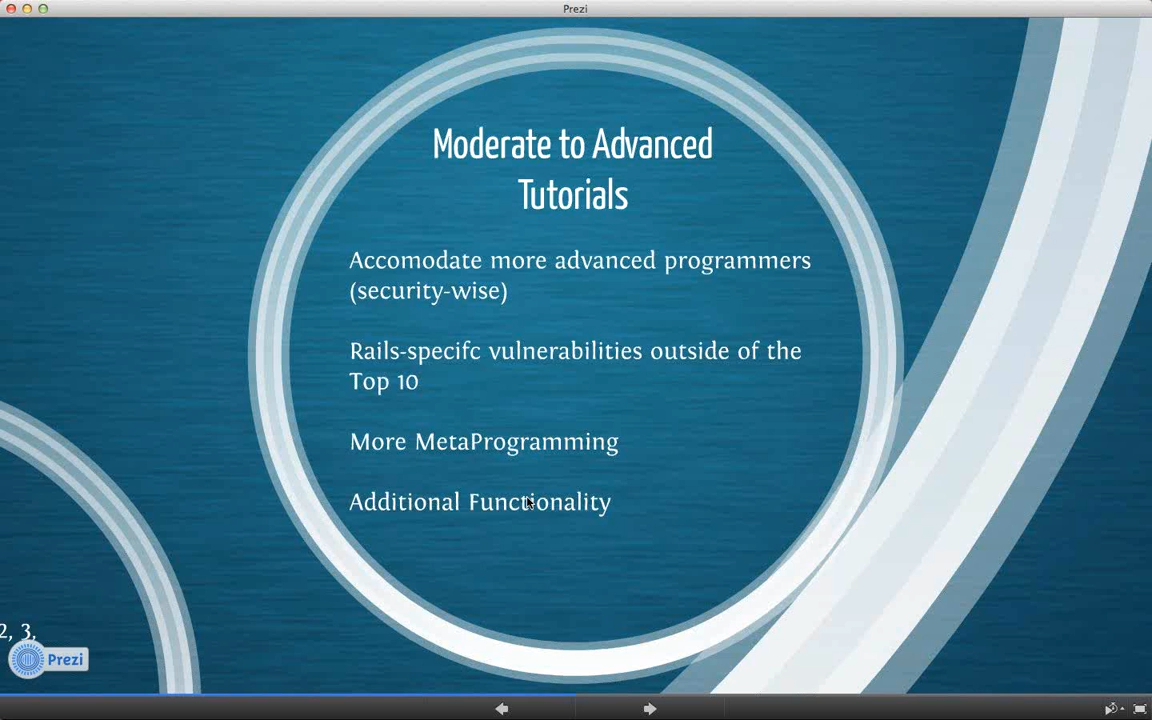 Prezi
Moderate to Advanced
Tutorials
Accomodate more advanced programmers
(security-wise)
Rails-specifc vulnerabilities outside of the
Top 10
More MetaProgramming
Additional Functionality
2, 3,
Prezi